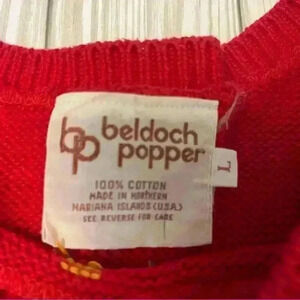 bp beldoch
popper
L
100% COTTON
MADE IN NORTHERN
MARIANA ISLANDS (U.S.A.)
SEE REVERSE FOR CARE